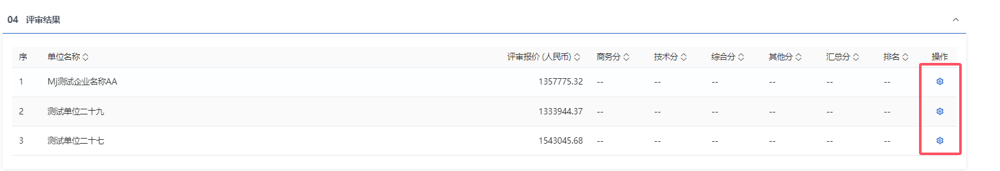 04 评审结果
序 单位名称 评审报价 (人民币) 商务分 技术分 综合分 其他分 汇总分 排名 操作
1 Mj测试企业名称AA 1357775.32 -- -- -- -- -- --
2 测试单位二十九 1333944.37 -- -- -- -- -- --
3 测试单位二十七 1543045.68 -- -- -- -- -- --